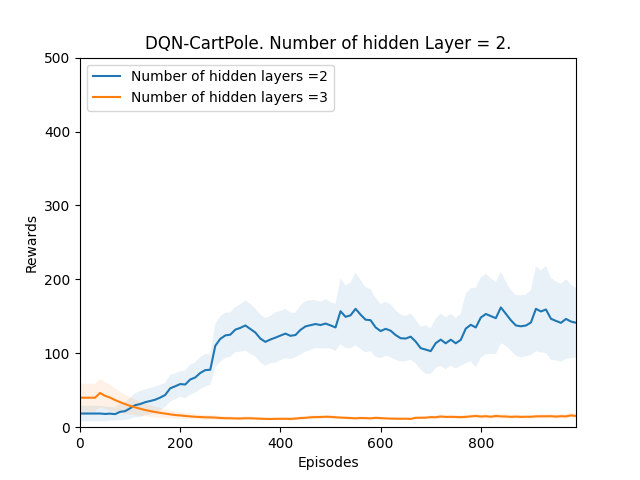 DQN-CartPole. Number of hidden Layer = 2.
Number of hidden layers =2
Number of hidden layers =3
500
400
300
200
100
0
Rewards
0 200 400 600 800
Episodes